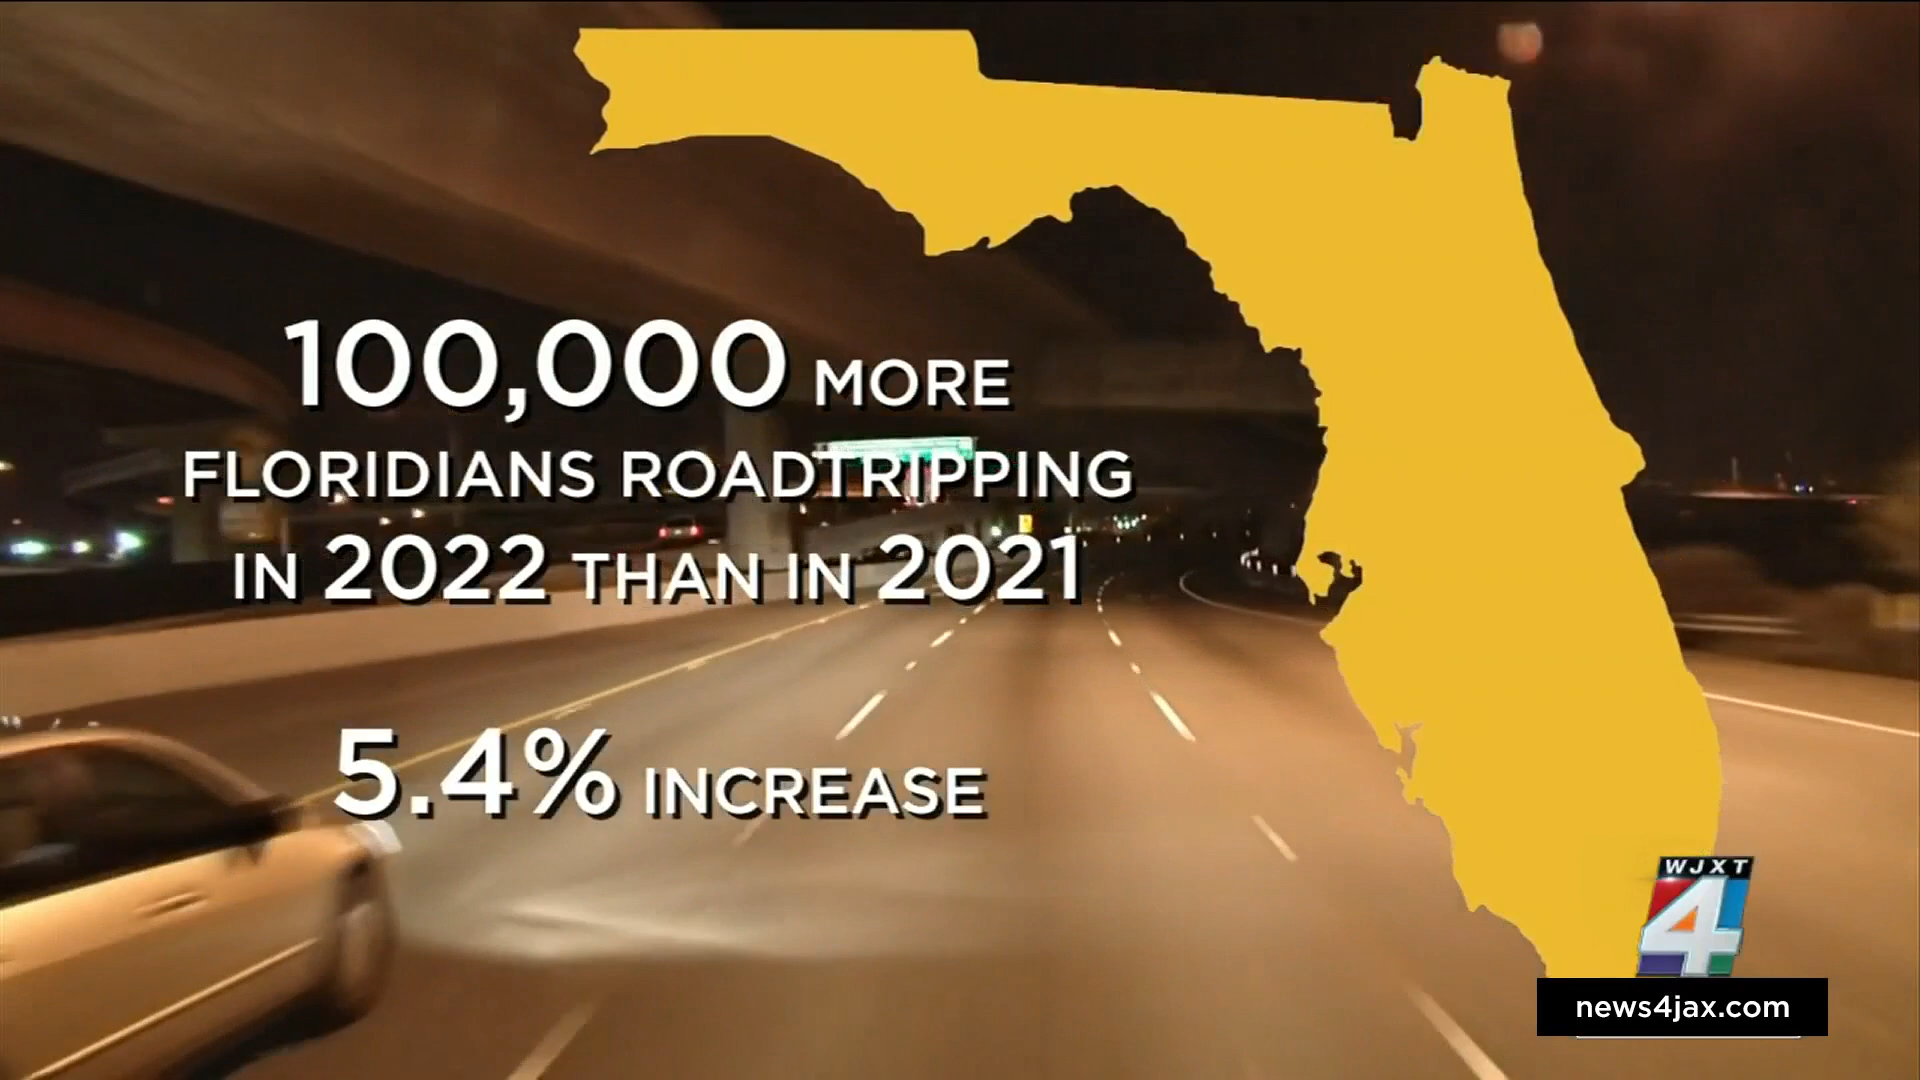 100,000 MORE
FLORIDIANS ROADTRIPPING
IN 2022 THAN IN 2021
5.4% INCREASE
WJXT
4
news4jax.com